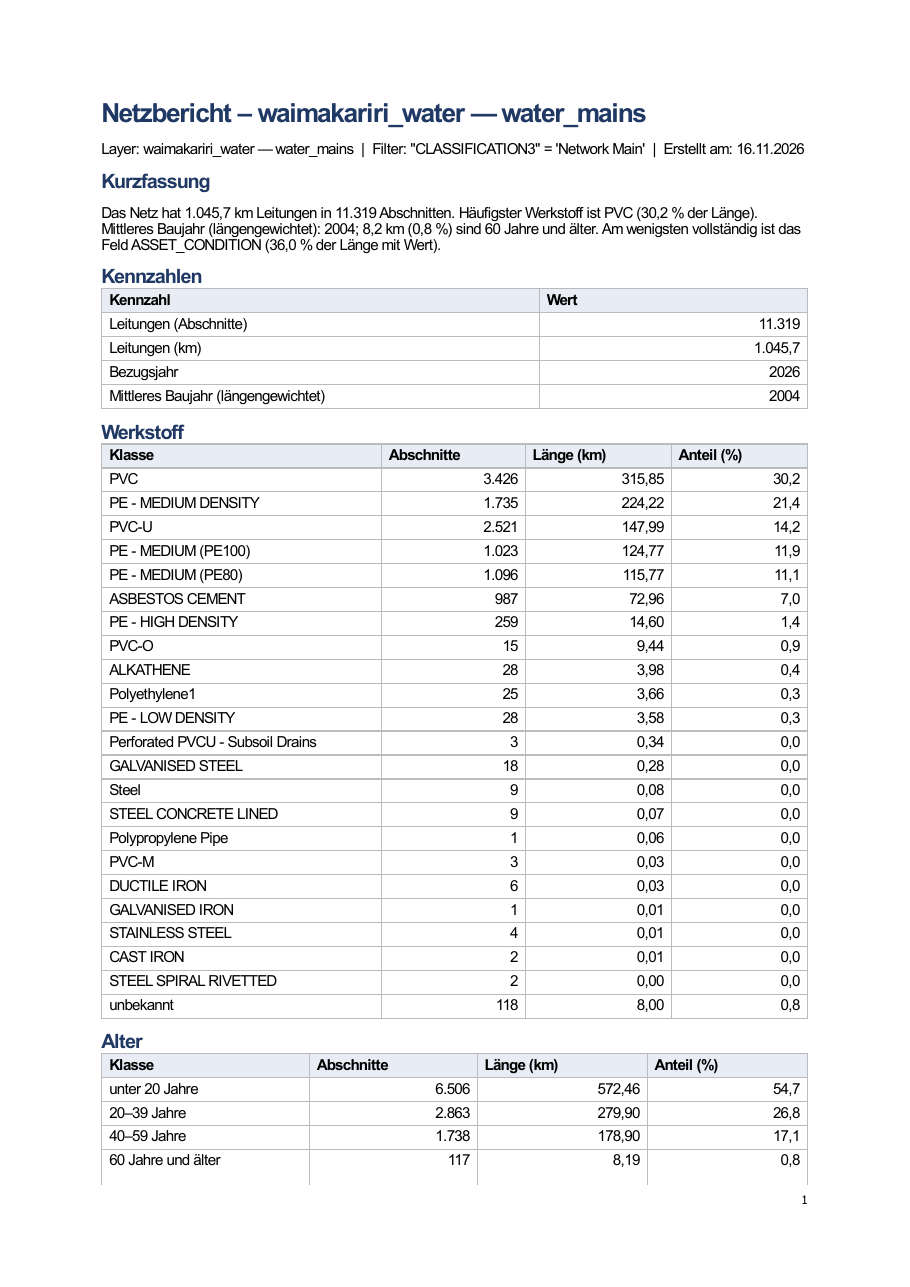 Netzbericht – waimakariri_water — water_mains
Layer: waimakariri_water — water_mains | Filter: "CLASSIFICATION3" = 'Network Main' | Erstellt am: 16.11.2026
Kurzfassung
Das Netz hat 1.045,7 km Leitungen in 11.319 Abschnitten. Häufigster Werkstoff ist PVC (30,2 % der Länge).
Mittleres Baujahr (längengewichtet): 2004; 8,2 km (0,8 %) sind 60 Jahre und älter. Am wenigsten vollständig ist das
Feld ASSET_CONDITION (36,0 % der Länge mit Wert).
Kennzahlen
Kennzahl Wert
Leitungen (Abschnitte) 11.319
Leitungen (km) 1.045,7
Bezugsjahr 2026
Mittleres Baujahr (längengewichtet) 2004
Werkstoff
Klasse Abschnitte Länge (km) Anteil (%)
PVC 3.426 315,85 30,2
PE - MEDIUM DENSITY 1.735 224,22 21,4
PVC-U 2.521 147,99 14,2
PE - MEDIUM (PE100) 1.023 124,77 11,9
PE - MEDIUM (PE80) 1.096 115,77 11,1
ASBESTOS CEMENT 987 72,96 7,0
PE - HIGH DENSITY 259 14,60 1,4
PVC-O 15 9,44 0,9
ALKATHENE 28 3,98 0,4
Polyethylene1 25 3,66 0,3
PE - LOW DENSITY 28 3,58 0,3
Perforated PVCU - Subsoil Drains 3 0,34 0,0
GALVANISED STEEL 18 0,28 0,0
Steel 9 0,08 0,0
STEEL CONCRETE LINED 9 0,07 0,0
Polypropylene Pipe 1 0,06 0,0
PVC-M 3 0,03 0,0
DUCTILE IRON 6 0,03 0,0
GALVANISED IRON 1 0,01 0,0
STAINLESS STEEL 4 0,01 0,0
CAST IRON 2 0,01 0,0
STEEL SPIRAL RIVETTED 2 0,00 0,0
unbekannt 118 8,00 0,8
Alter
Klasse Abschnitte Länge (km) Anteil (%)
unter 20 Jahre 6.506 572,46 54,7
20–39 Jahre 2.863 279,90 26,8
40–59 Jahre 1.738 178,90 17,1
60 Jahre und älter 117 8,19 0,8
1